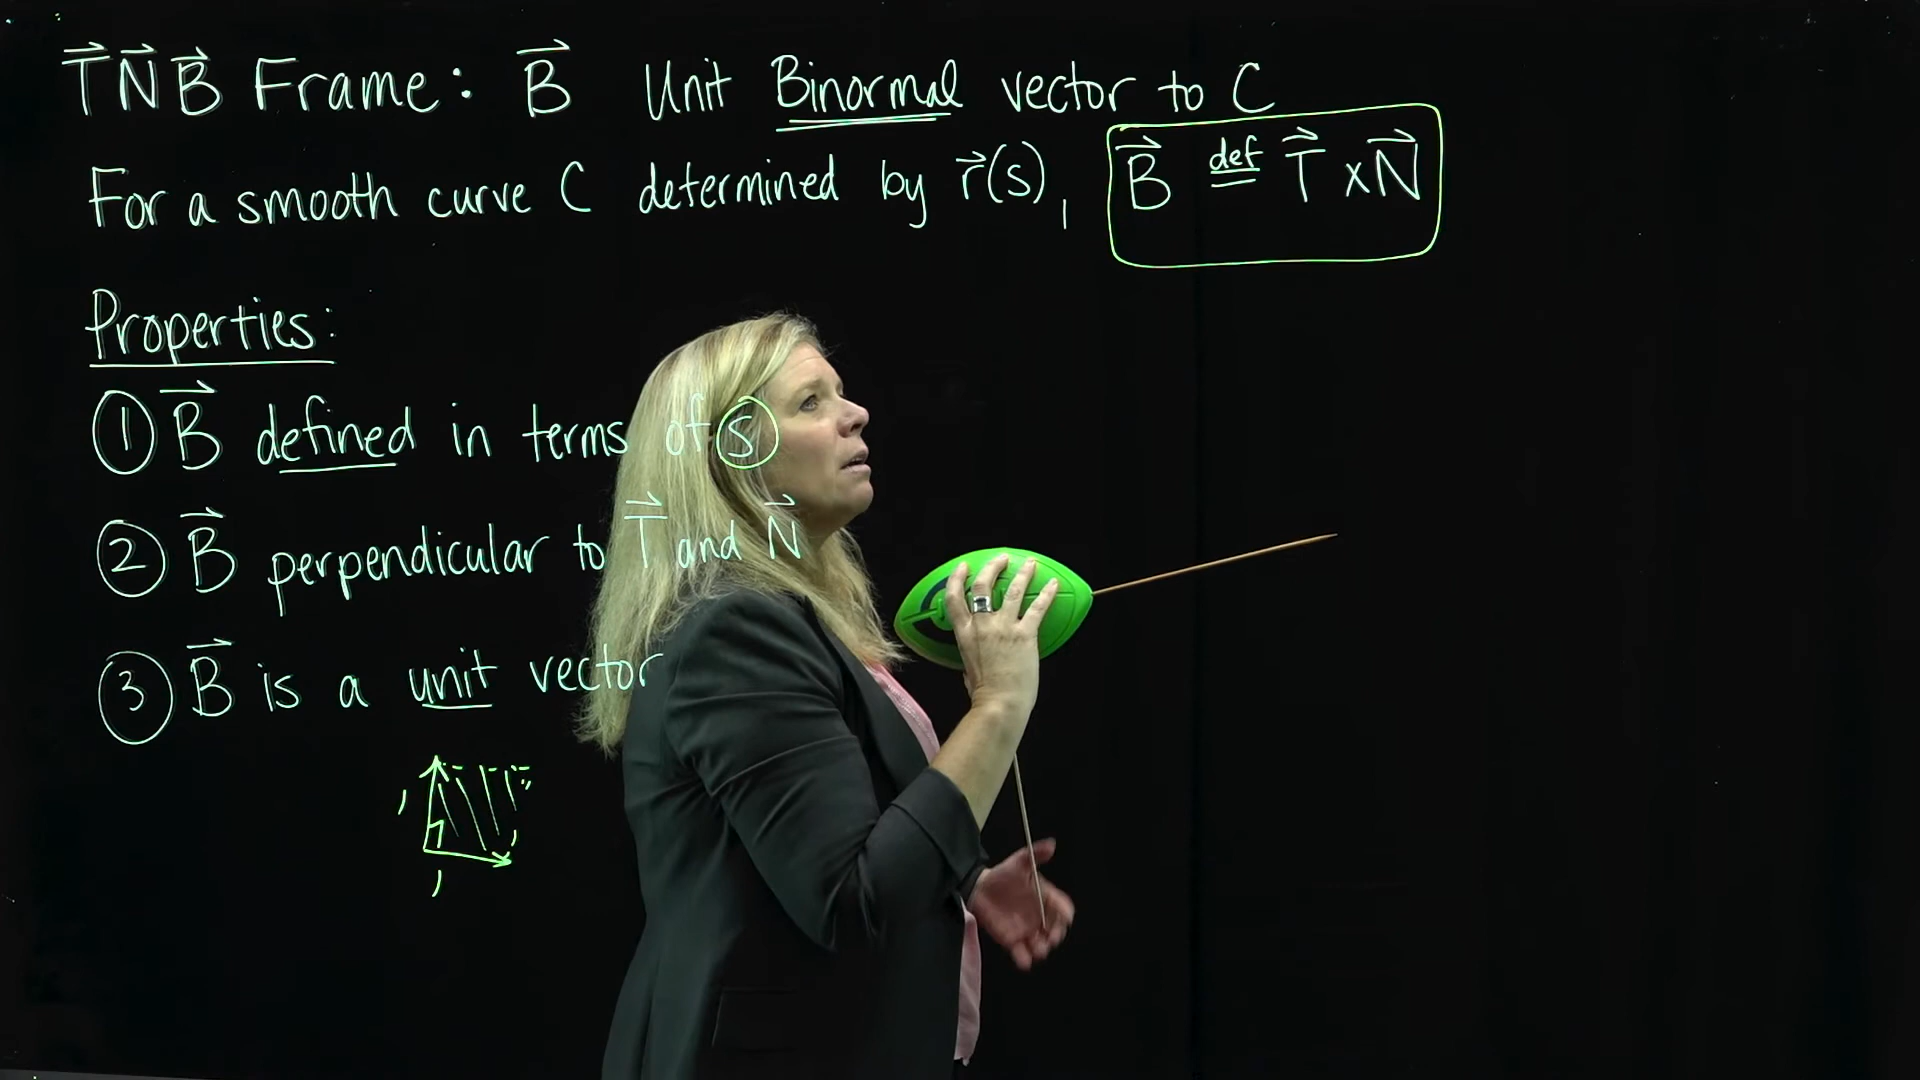 T⃗N⃗B⃗ Frame: B⃗ Unit Binormal vector to C
For a smooth curve C determined by r⃗(s), B⃗ def= T⃗ × N⃗
Properties:
① B⃗ defined in terms of s
② B⃗ perpendicular to T⃗ and N⃗
③ B⃗ is a unit vector